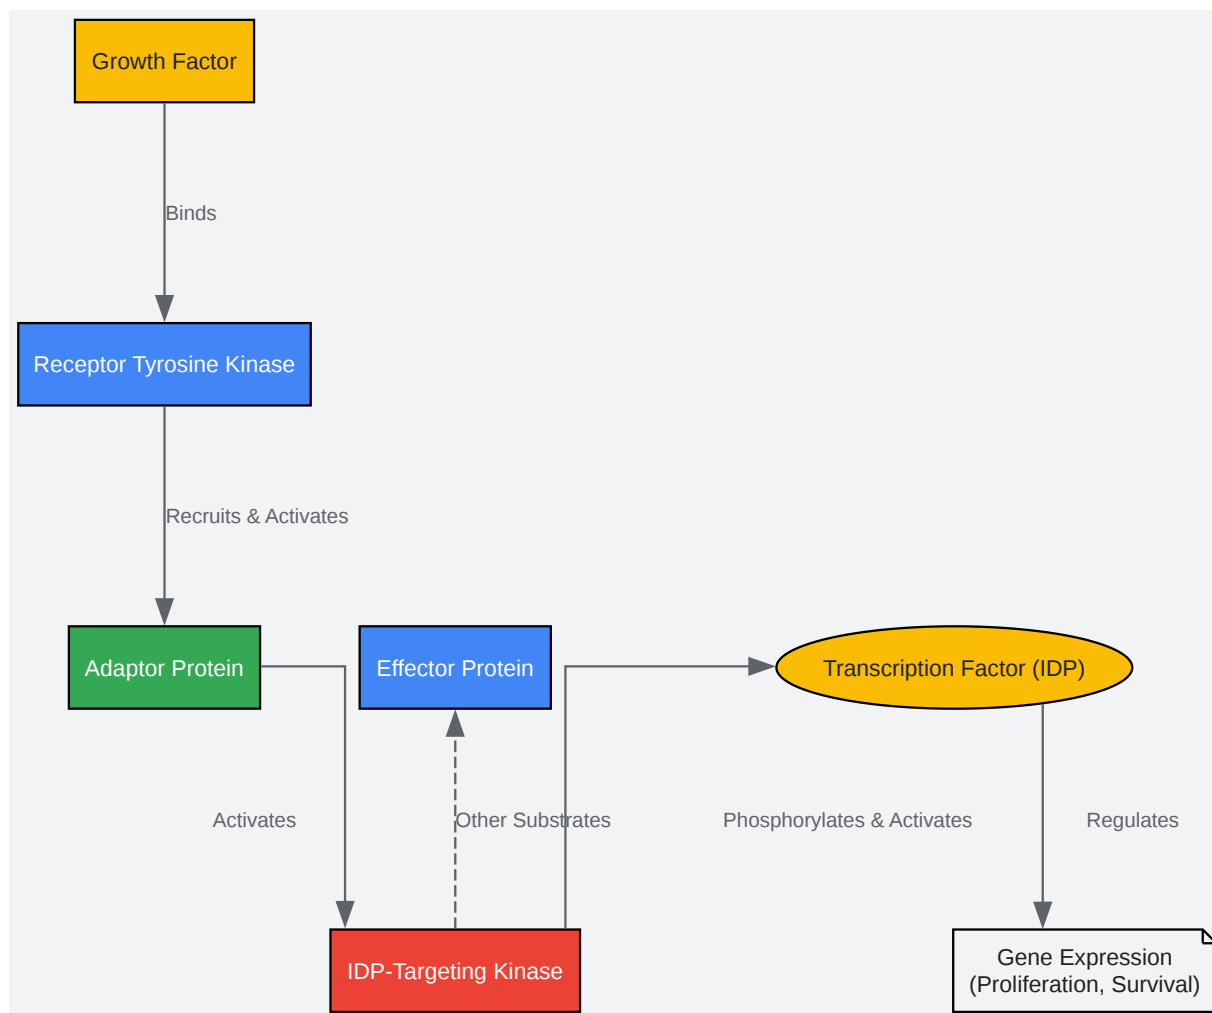 Growth Factor
Binds
Receptor Tyrosine Kinase
Recruits & Activates
Adaptor Protein
Effector Protein
Transcription Factor (IDP)
Activates
Other Substrates
Phosphorylates & Activates
Regulates
IDP-Targeting Kinase
Gene Expression
(Proliferation, Survival)